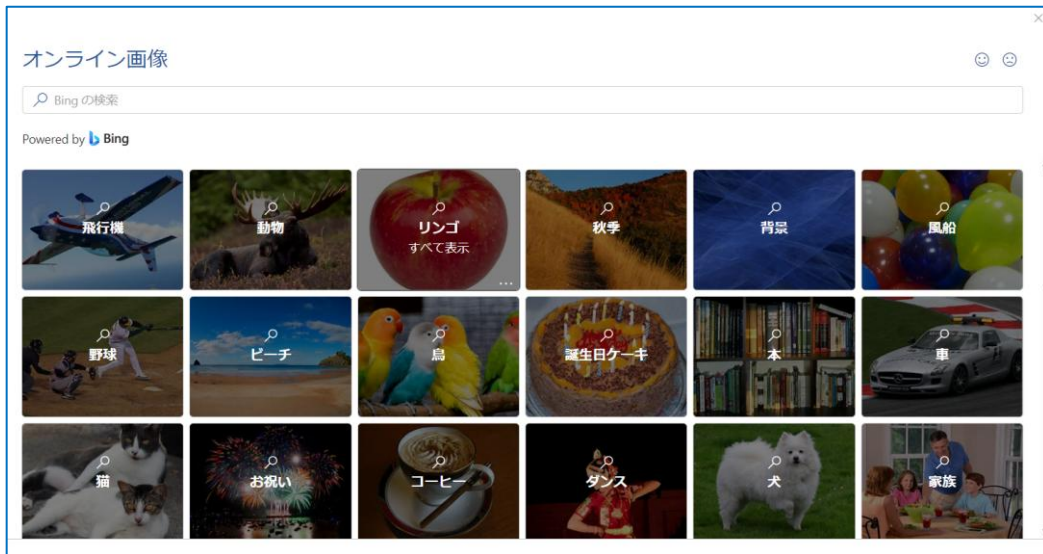 オンライン画像
Bing の検索
Powered by Bing
飛行機
動物
リンゴ
すべて表示
秋季
背景
風船
野球
ビーチ
鳥
誕生日ケーキ
本
車
猫
お祝い
コーヒー
ダンス
犬
家族